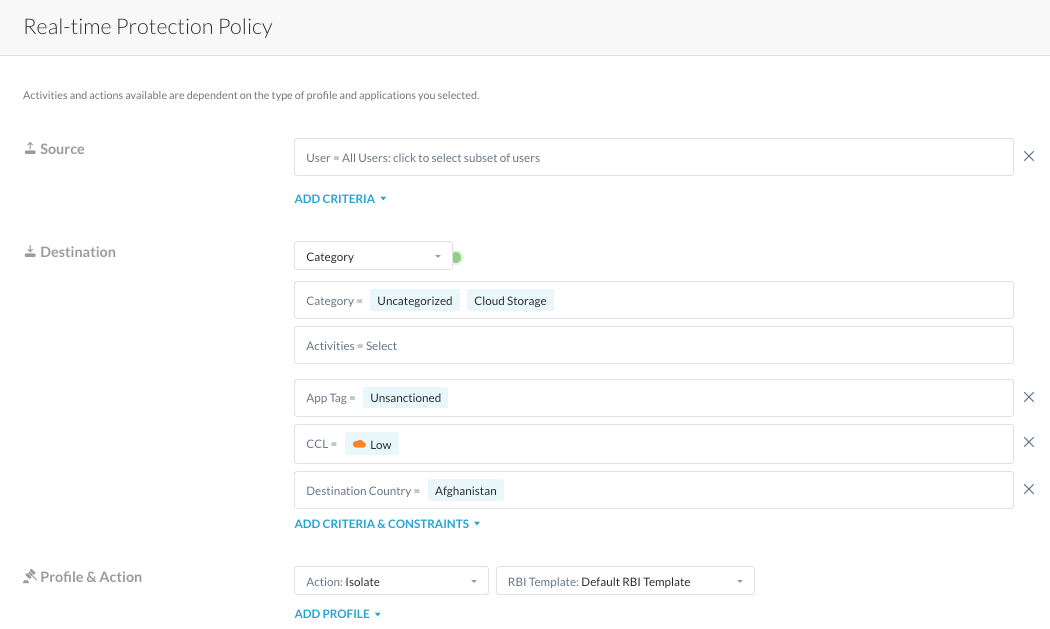 Real-time Protection Policy
Activities and actions available are dependent on the type of profile and applications you selected.
Source
User = All Users: click to select subset of users
ADD CRITERIA
Destination
Category
Category = Uncategorized Cloud Storage
Activities = Select
App Tag = Unsanctioned
CCL = Low
Destination Country = Afghanistan
ADD CRITERIA & CONSTRAINTS
Profile & Action
Action: Isolate RBI Template: Default RBI Template
ADD PROFILE